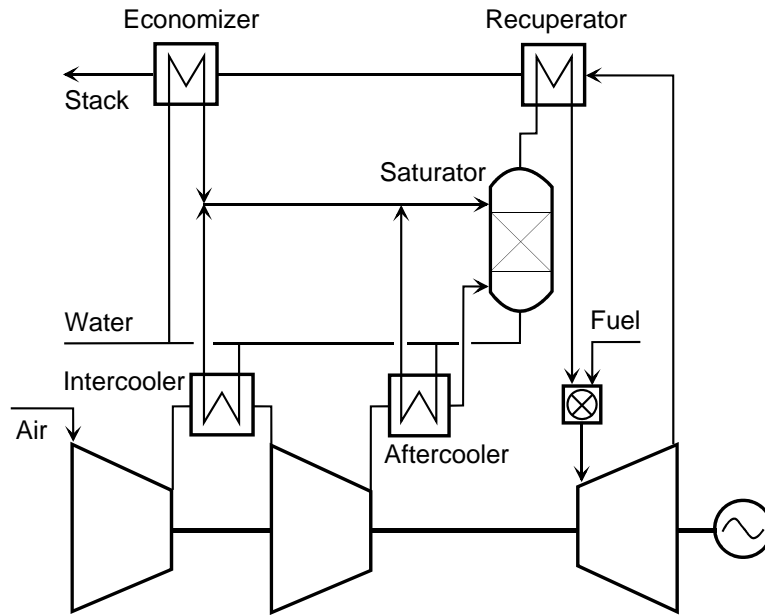 Economizer
Recuperator
Stack
Saturator
Water
Fuel
Intercooler
Air
Aftercooler